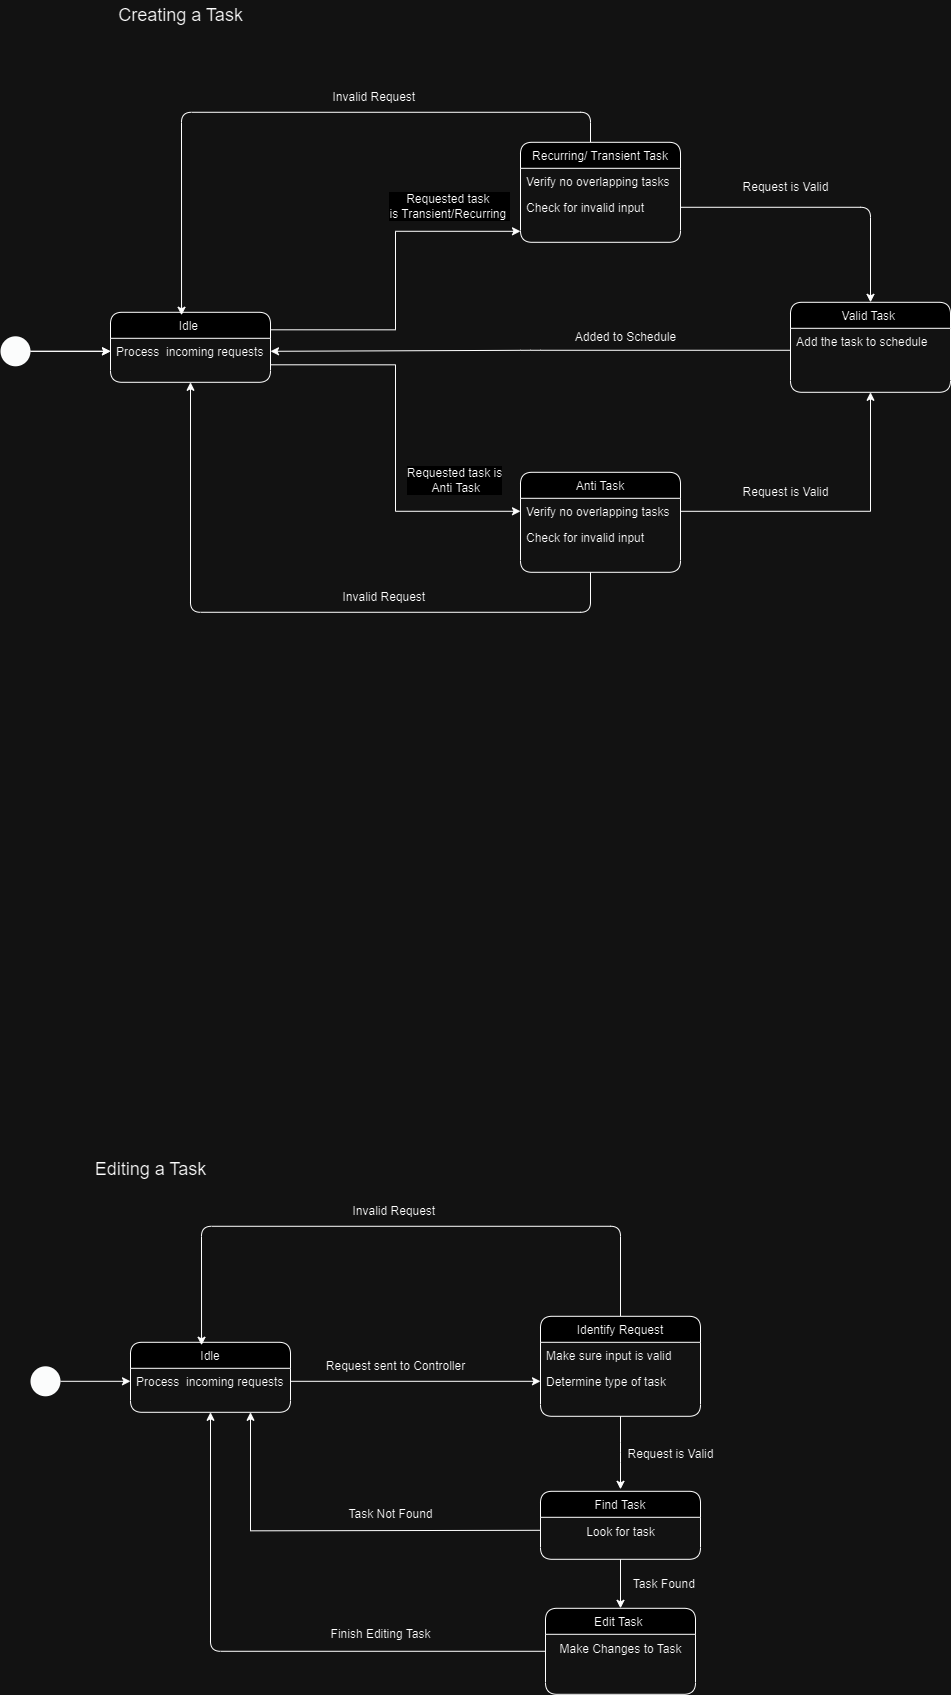 Creating a Task
Invalid Request
Recurring/ Transient Task
Verify no overlapping tasks
Check for invalid input
Requested task
is Transient/Recurring
Request is Valid
Idle
Process  incoming requests
Added to Schedule
Valid Task
Add the task to schedule
Requested task is
Anti Task
Anti Task
Verify no overlapping tasks
Check for invalid input
Request is Valid
Invalid Request
Editing a Task
Invalid Request
Identify Request
Make sure input is valid
Determine type of task
Idle
Process  incoming requests
Request sent to Controller
Request is Valid
Find Task
Look for task
Task Not Found
Task Found
Edit Task
Make Changes to Task
Finish Editing Task